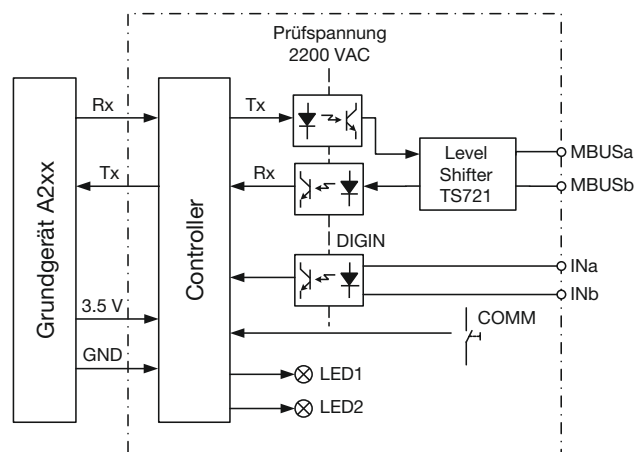 Prüfspannung
2200 VAC
Rx
Tx
Level
Shifter
TS721
MBUSa
MBUSb
Tx
Rx
Grundgerät A2xx
Controller
DIGIN
INa
INb
3.5 V
COMM
GND
LED1
LED2